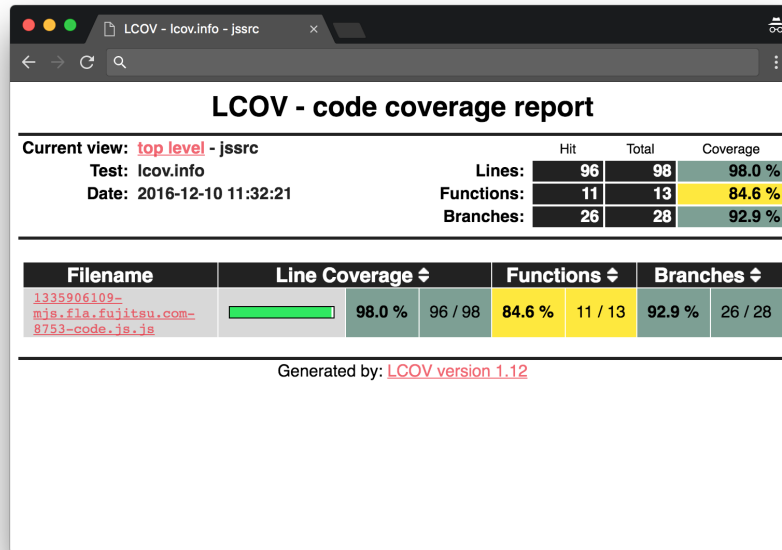 LCOV - lcov.info - jssrc
LCOV - code coverage report
Current view: top level - jssrc
Hit Total Coverage
Test: lcov.info
Lines: 96 98 98.0 %
Date: 2016-12-10 11:32:21
Functions: 11 13 84.6 %
Branches: 26 28 92.9 %
Filename Line Coverage Functions Branches
1335906109-
mjs.fla.fujitsu.com-
8753-code.js.js
98.0 % 96 / 98 84.6 % 11 / 13 92.9 % 26 / 28
Generated by: LCOV version 1.12